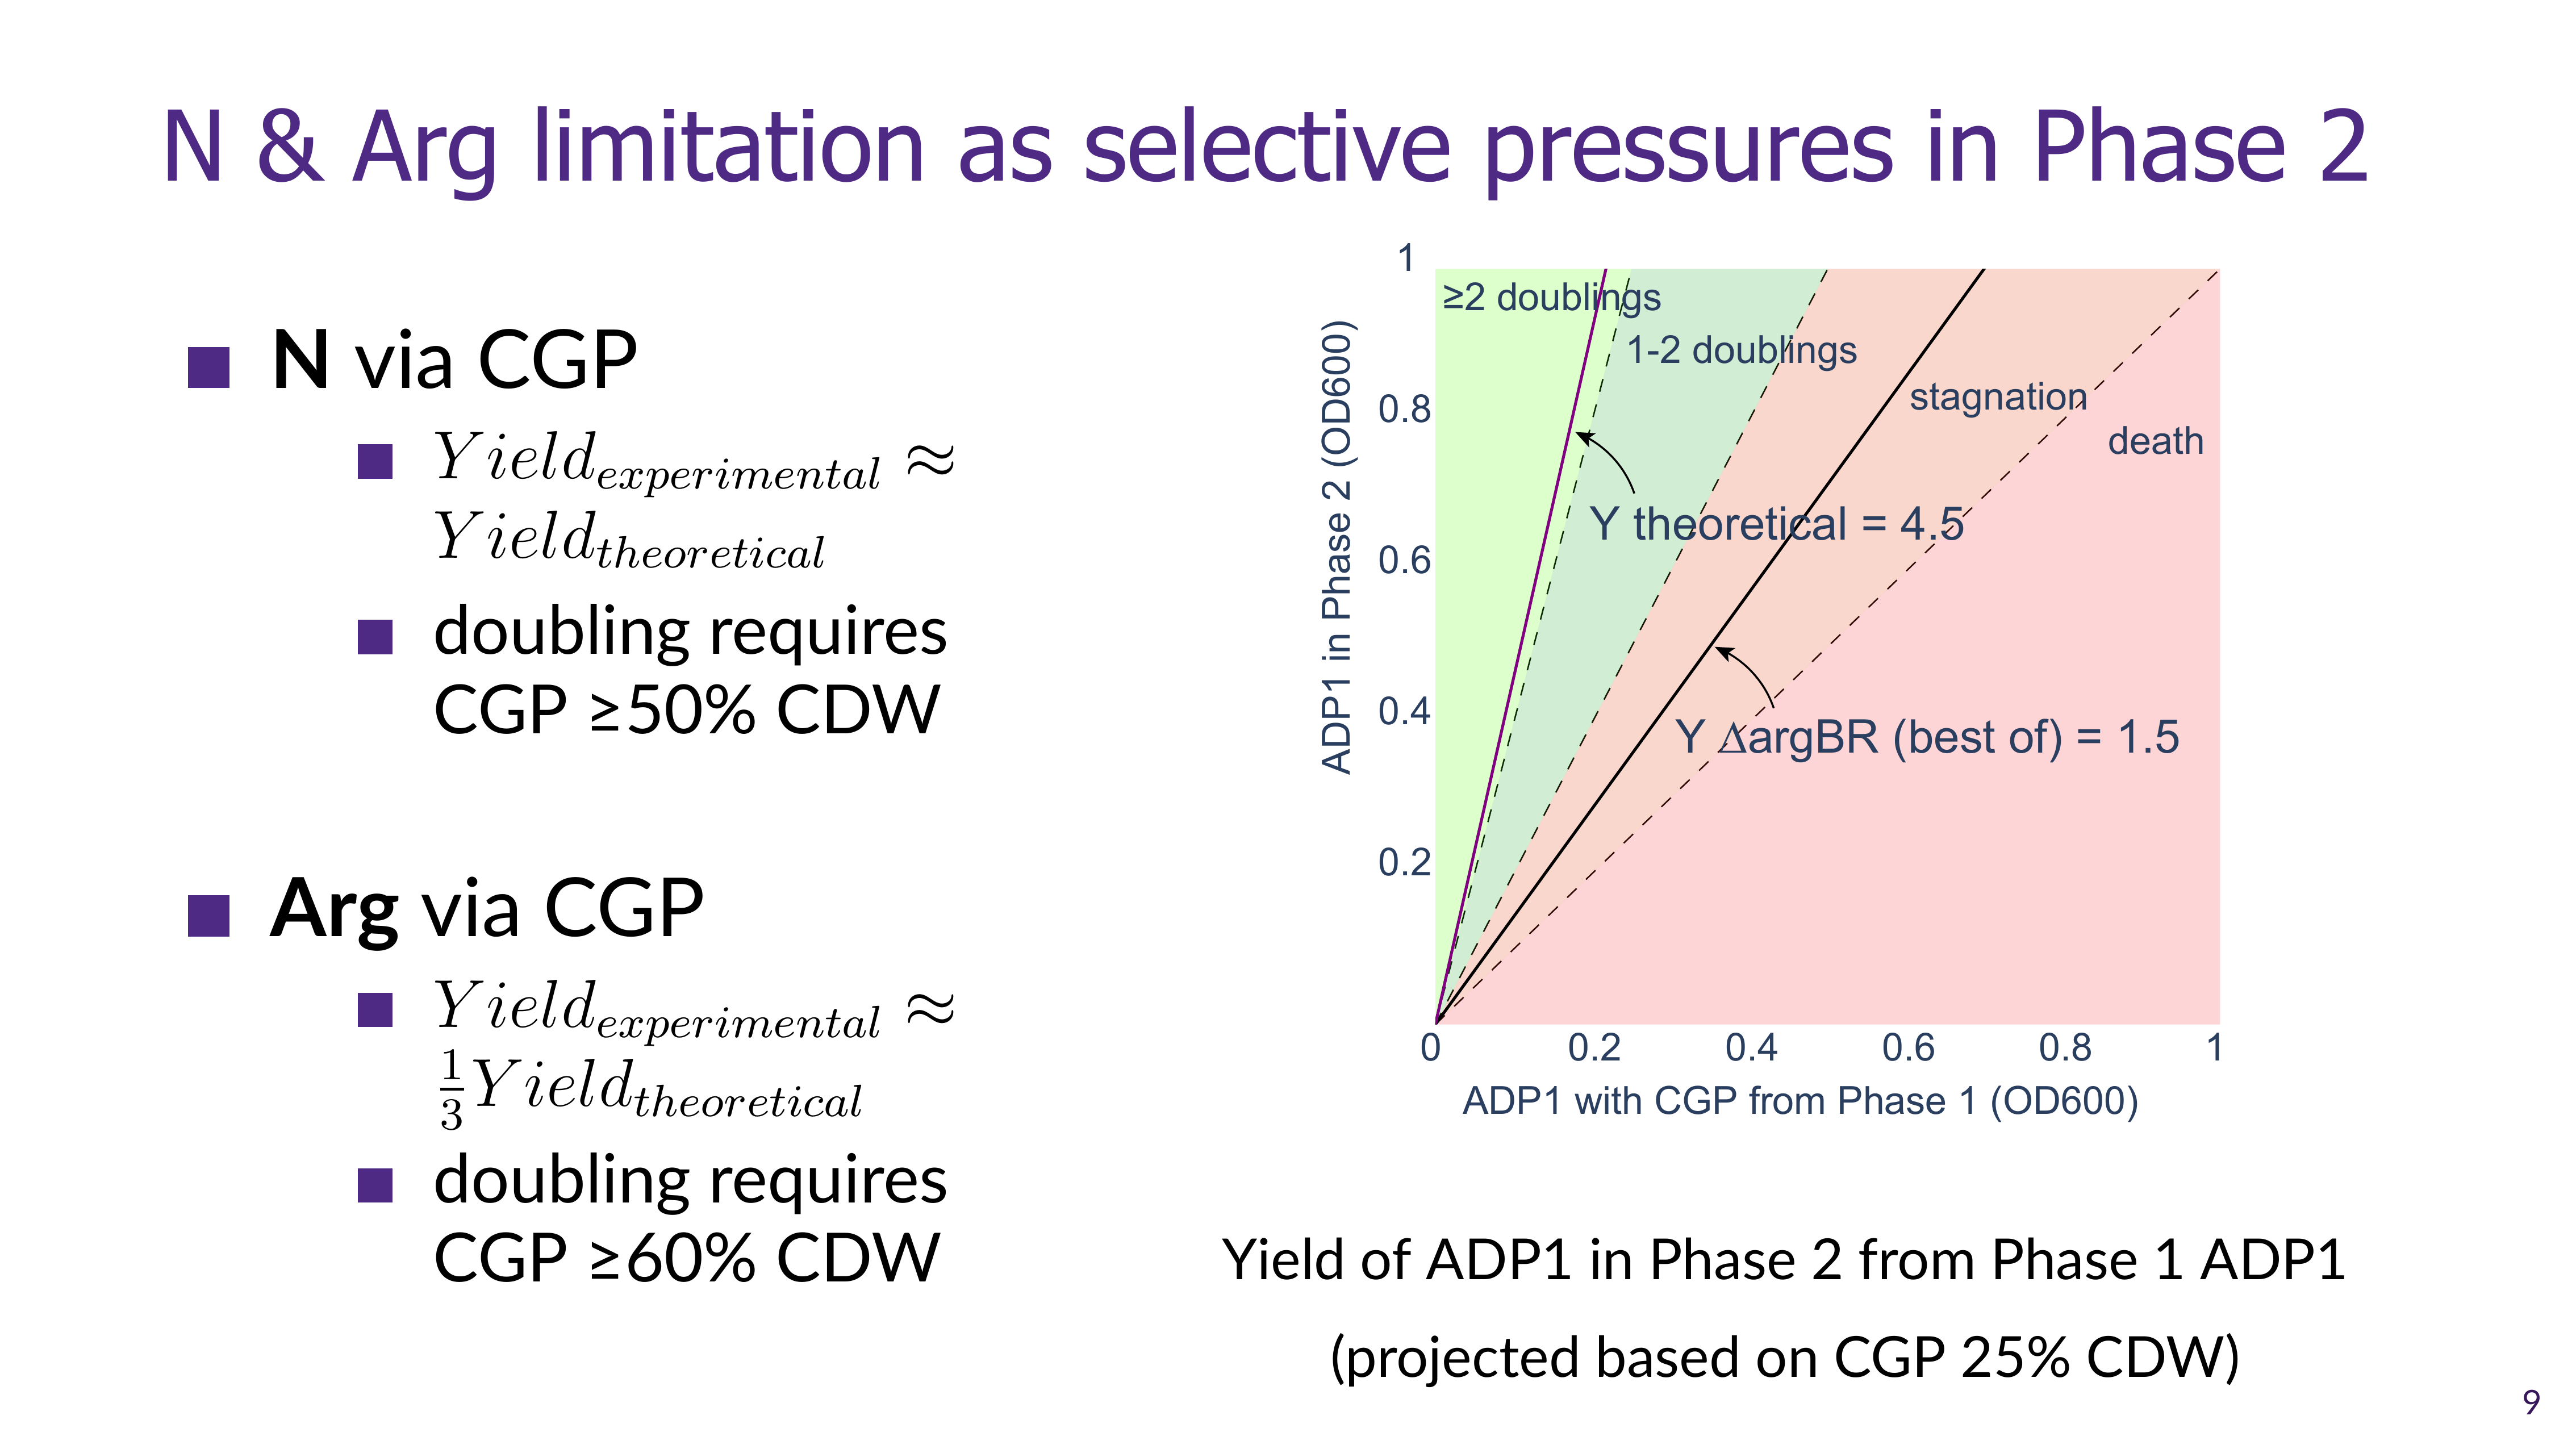 N & Arg limitation as selective pressures in Phase 2
N via CGP
Yield_experimental ≈
Yield_theoretical
doubling requires
CGP ≥50% CDW
Arg via CGP
Yield_experimental ≈
1/3 Yield_theoretical
doubling requires
CGP ≥60% CDW
1
0.8
0.6
0.4
0.2
ADP1 in Phase 2 (OD600)
≥2 doublings
1-2 doublings
stagnation
death
Y theoretical = 4.5
Y ΔargBR (best of) = 1.5
0 0.2 0.4 0.6 0.8 1
ADP1 with CGP from Phase 1 (OD600)
Yield of ADP1 in Phase 2 from Phase 1 ADP1
(projected based on CGP 25% CDW)
9